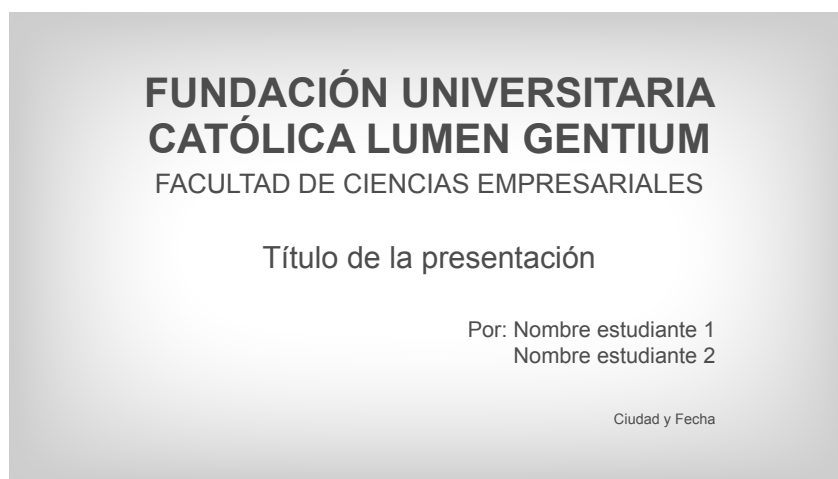 FUNDACIÓN UNIVERSITARIA
CATÓLICA LUMEN GENTIUM
FACULTAD DE CIENCIAS EMPRESARIALES
Título de la presentación
Por: Nombre estudiante 1
Nombre estudiante 2
Ciudad y Fecha